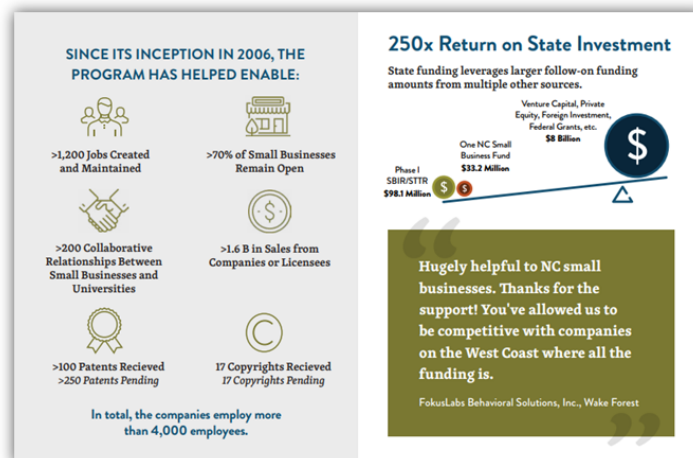 SINCE ITS INCEPTION IN 2006, THE
PROGRAM HAS HELPED ENABLE:
>1,200 Jobs Created
and Maintained
>70% of Small Businesses
Remain Open
>200 Collaborative
Relationships Between
Small Businesses and
Universities
>1.6 B in Sales from
Companies or Licensees
>100 Patents Recieved
>250 Patents Pending
17 Copyrights Recieved
17 Copyrights Pending
In total, the companies employ more
than 4,000 employees.
250x Return on State Investment
State funding leverages larger follow-on funding
amounts from multiple other sources.
Phase I
SBIR/STTR
$98.1 Million
One NC Small
Business Fund
$33.2 Million
Venture Capital, Private
Equity, Foreign Investment,
Federal Grants, etc.
$8 Billion
$
$
$
$
“
Hugely helpful to NC small
businesses. Thanks for the
support! You've allowed us to
be competitive with companies
on the West Coast where all the
funding is.
FokusLabs Behavioral Solutions, Inc., Wake Forest
”